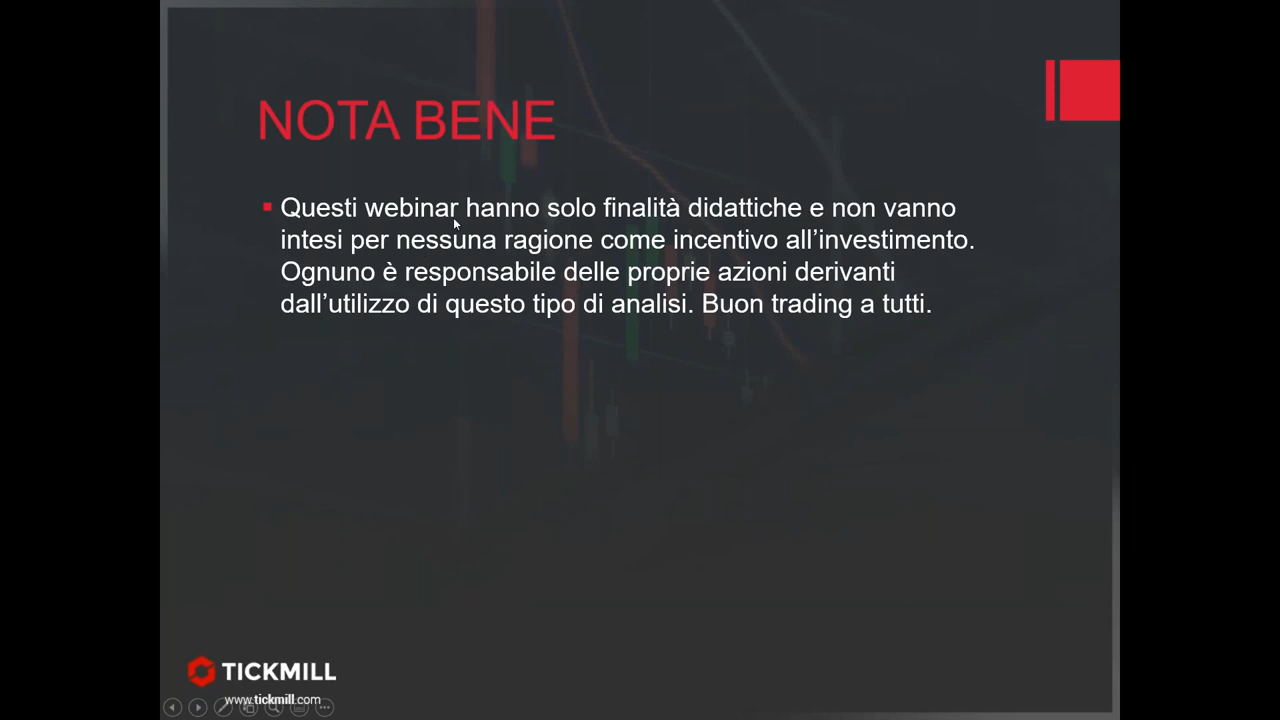 NOTA BENE
Questi webinar hanno solo finalità didattiche e non vanno
intesi per nessuna ragione come incentivo all’investimento.
Ognuno è responsabile delle proprie azioni derivanti
dall’utilizzo di questo tipo di analisi. Buon trading a tutti.
TICKMILL
www.tickmill.com